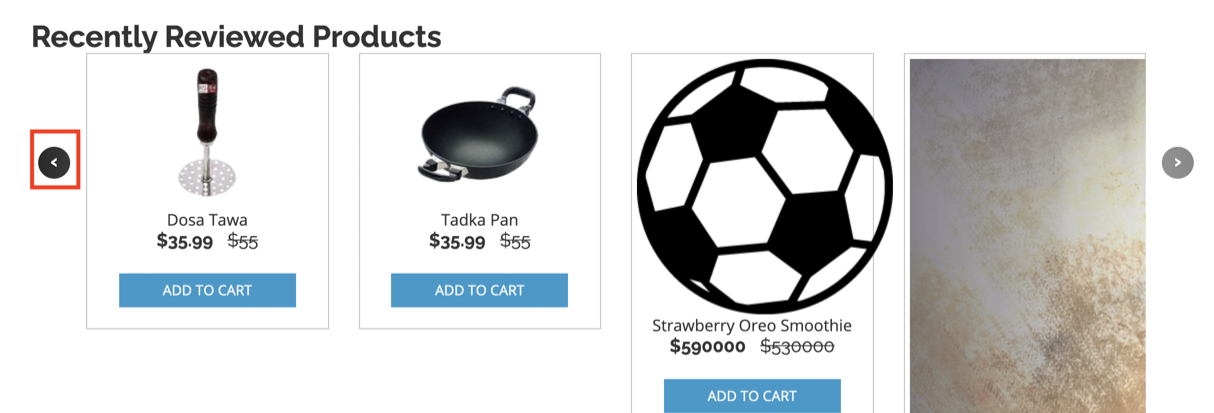 Recently Reviewed Products
Dosa Tawa
$35.99 $55
ADD TO CART
Tadka Pan
$35.99 $55
ADD TO CART
Strawberry Oreo Smoothie
$590000 $530000
ADD TO CART